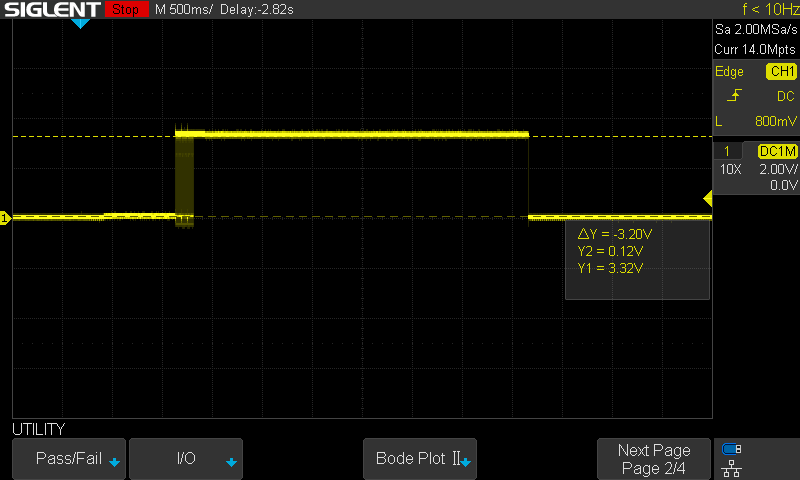 SIGLENT Stop M 500ms/ Delay:-2.82s f < 10Hz
Sa 2.00MSa/s
Curr 14.0Mpts
Edge CH1
DC
L 800mV
1 DC1M
10X 2.00V/
0.0V
1
ΔY = -3.20V
Y2 = 0.12V
Y1 = 3.32V
UTILITY
Pass/Fail I/O Bode Plot II Next Page
Page 2/4